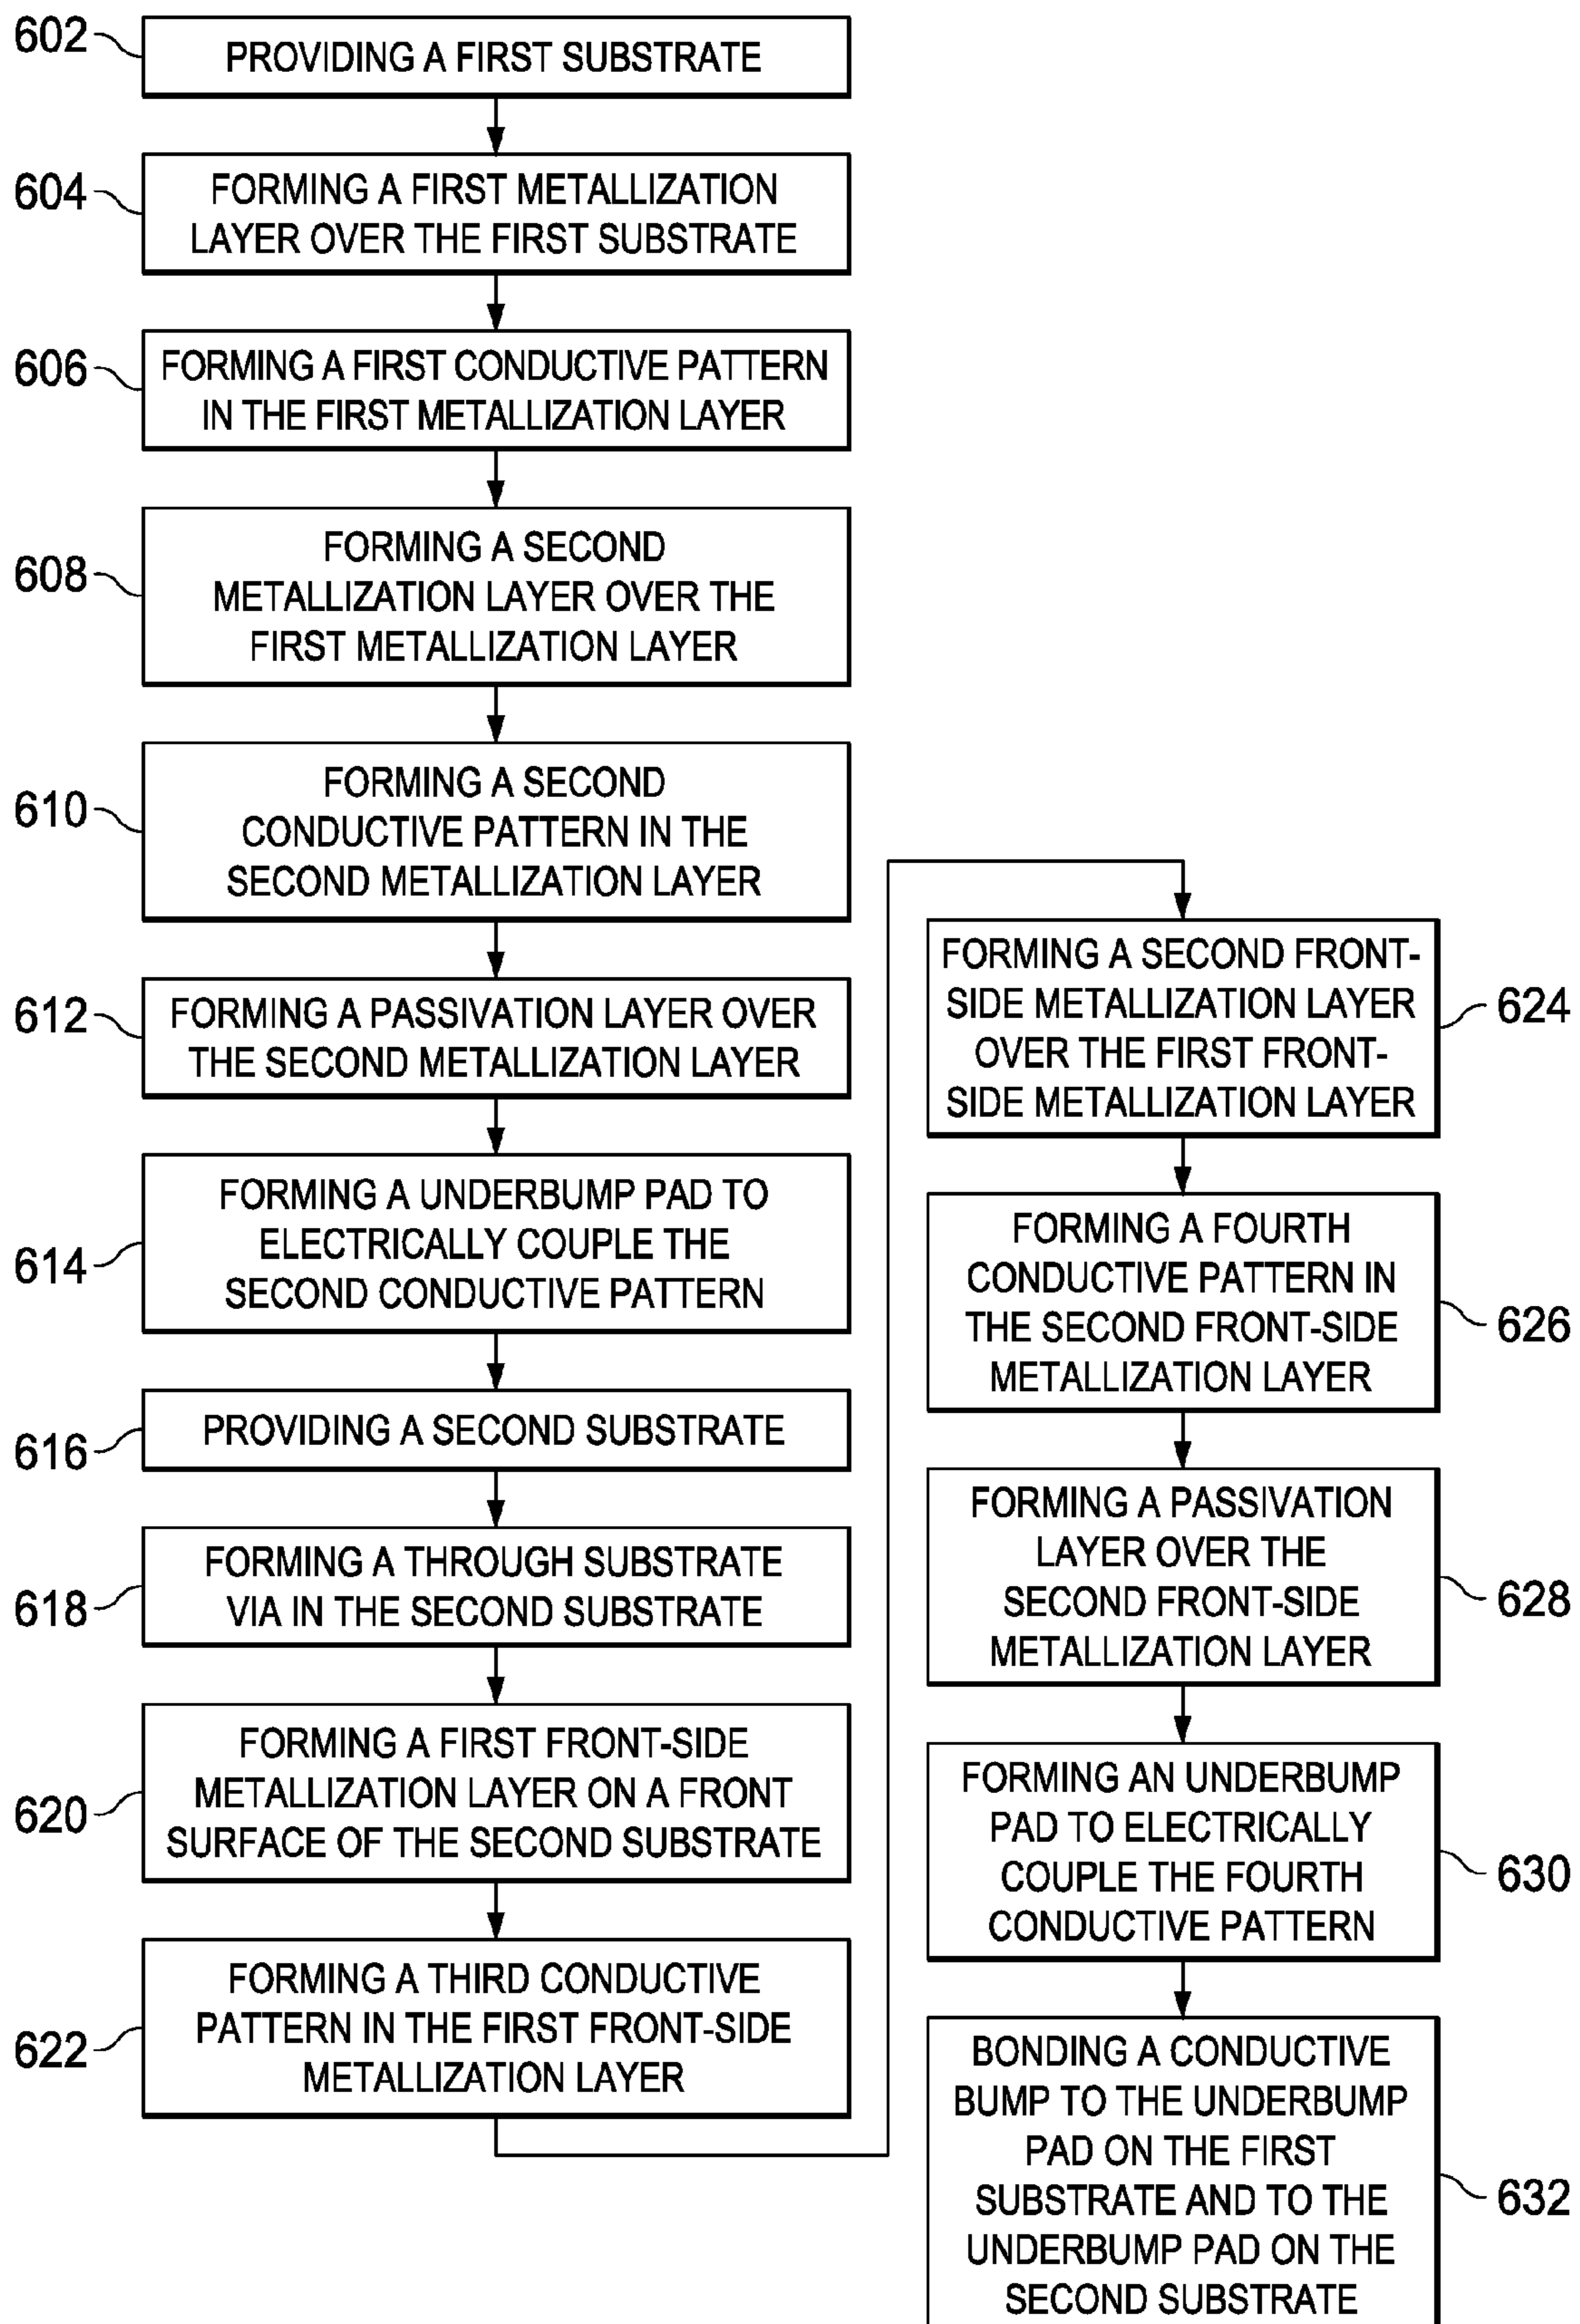 602
PROVIDING A FIRST SUBSTRATE
604
FORMING A FIRST METALLIZATION
LAYER OVER THE FIRST SUBSTRATE
606
FORMING A FIRST CONDUCTIVE PATTERN
IN THE FIRST METALLIZATION LAYER
608
FORMING A SECOND
METALLIZATION LAYER OVER THE
FIRST METALLIZATION LAYER
610
FORMING A SECOND
CONDUCTIVE PATTERN IN THE
SECOND METALLIZATION LAYER
612
FORMING A PASSIVATION LAYER OVER
THE SECOND METALLIZATION LAYER
614
FORMING A UNDERBUMP PAD TO
ELECTRICALLY COUPLE THE
SECOND CONDUCTIVE PATTERN
616
PROVIDING A SECOND SUBSTRATE
618
FORMING A THROUGH SUBSTRATE
VIA IN THE SECOND SUBSTRATE
620
FORMING A FIRST FRONT-SIDE
METALLIZATION LAYER ON A FRONT
SURFACE OF THE SECOND SUBSTRATE
622
FORMING A THIRD CONDUCTIVE
PATTERN IN THE FIRST FRONT-SIDE
METALLIZATION LAYER
FORMING A SECOND FRONT-
SIDE METALLIZATION LAYER
OVER THE FIRST FRONT-
SIDE METALLIZATION LAYER
624
FORMING A FOURTH
CONDUCTIVE PATTERN IN
THE SECOND FRONT-SIDE
METALLIZATION LAYER
626
FORMING A PASSIVATION
LAYER OVER THE
SECOND FRONT-SIDE
METALLIZATION LAYER
628
FORMING AN UNDERBUMP
PAD TO ELECTRICALLY
COUPLE THE FOURTH
CONDUCTIVE PATTERN
630
BONDING A CONDUCTIVE
BUMP TO THE UNDERBUMP
PAD ON THE FIRST
SUBSTRATE AND TO THE
UNDERBUMP PAD ON THE
SECOND SUBSTRATE
632